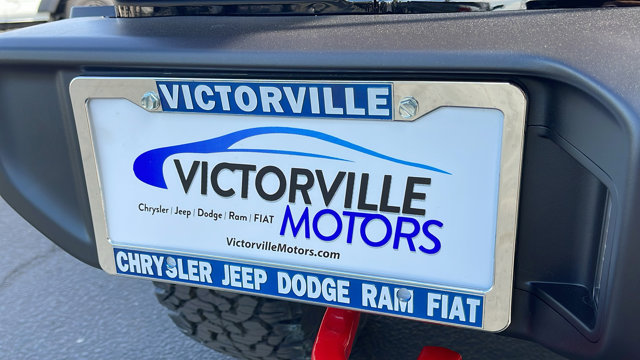 VICTORVILLE
VICTORVILLE
Chrysler | Jeep | Dodge | Ram | FIAT
MOTORS
VictorvilleMotors.com
CHRYSLER JEEP DODGE RAM FIAT